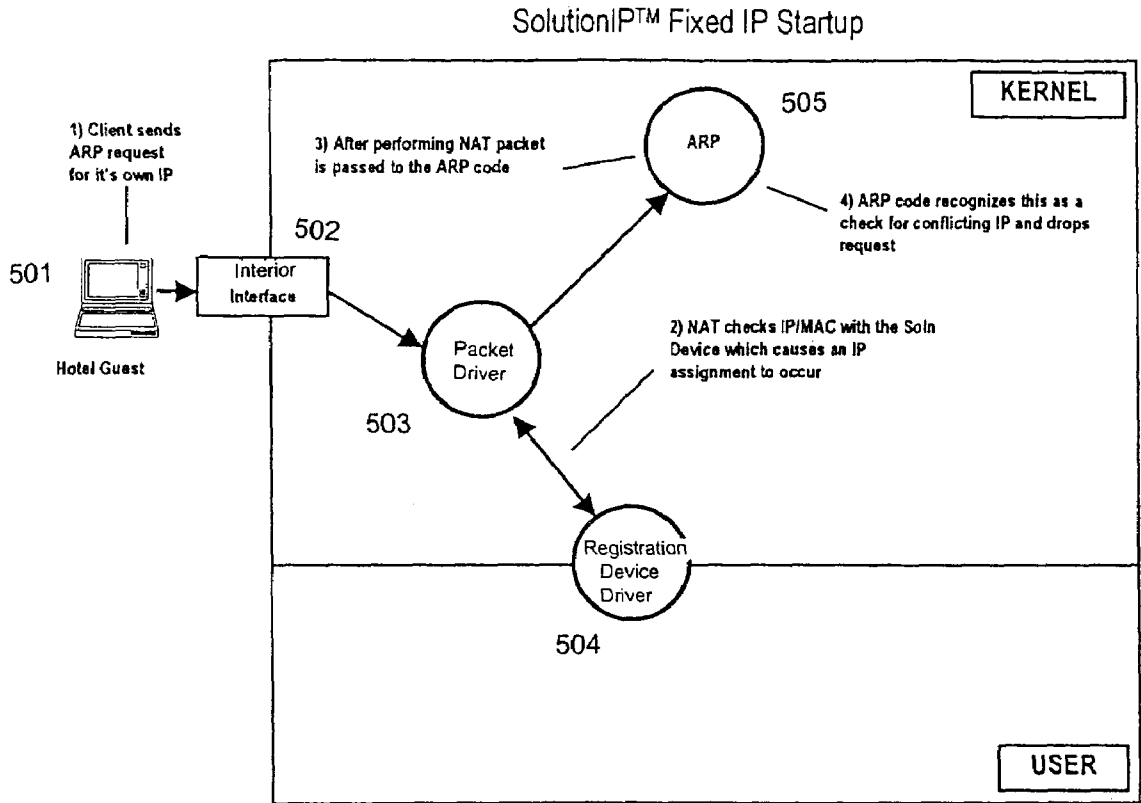 SolutionIP™ Fixed IP Startup
KERNEL
505
1) Client sends
ARP request
for it's own IP
3) After performing NAT packet
is passed to the ARP code
ARP
4) ARP code recognizes this as a
check for conflicting IP and drops
request
502
501
Interior
Interface
Hotel Guest
2) NAT checks IP/MAC with the Soln
Device which causes an IP
assignment to occur
Packet
Driver
503
Registration
Device
Driver
504
USER